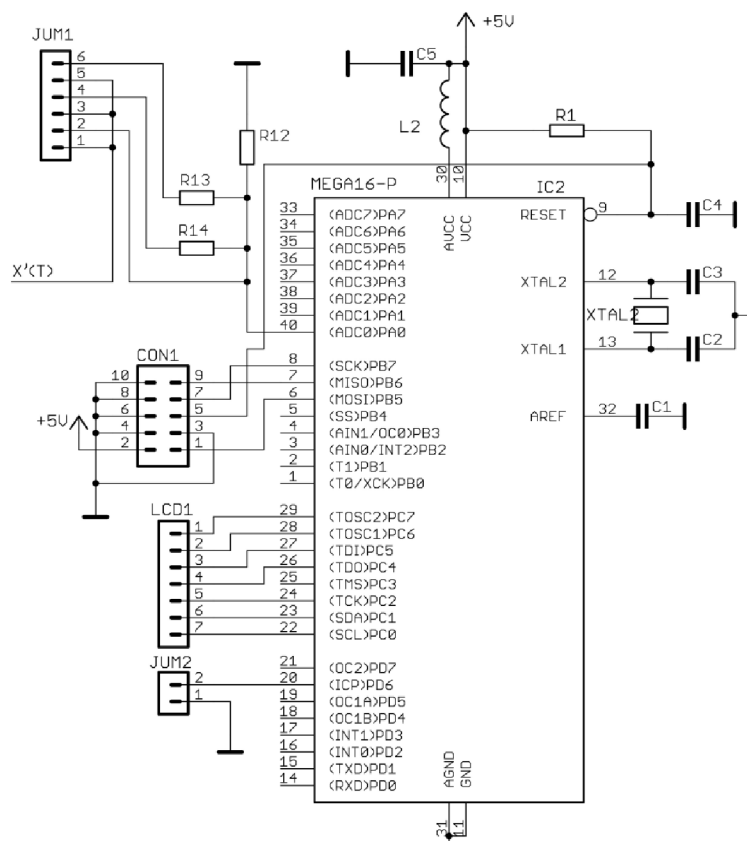 +5V
JUM1
6
5
4
3
2
1
C5
L2
R1
R12
R13
R14
X'(T)
30
10
MEGA16-P
IC2
AVCC
VCC
33 (ADC7)PA7
34 (ADC6)PA6
35 (ADC5)PA5
36 (ADC4)PA4
37 (ADC3)PA3
38 (ADC2)PA2
39 (ADC1)PA1
40 (ADC0)PA0
8 (SCK)PB7
7 (MISO)PB6
6 (MOSI)PB5
5 (SS)PB4
4 (AIN1/OC0)PB3
3 (AIN0/INT2)PB2
2 (T1)PB1
1 (T0/XCK)PB0
29 (TOSC2)PC7
28 (TOSC1)PC6
27 (TDI)PC5
26 (TDO)PC4
25 (TMS)PC3
24 (TCK)PC2
23 (SDA)PC1
22 (SCL)PC0
21 (OC2)PD7
20 (ICP)PD6
19 (OC1A)PD5
18 (OC1B)PD4
17 (INT1)PD3
16 (INT0)PD2
15 (TXD)PD1
14 (RXD)PD0
RESET 9
C4
XTAL2 12
C3
XTAL2
XTAL1 13
C2
AREF 32
C1
CON1
10 9
8 7
6 5
4 3
2 1
+5V
LCD1
1
2
3
4
5
6
7
JUM2
2
1
AGND
GND
31
11